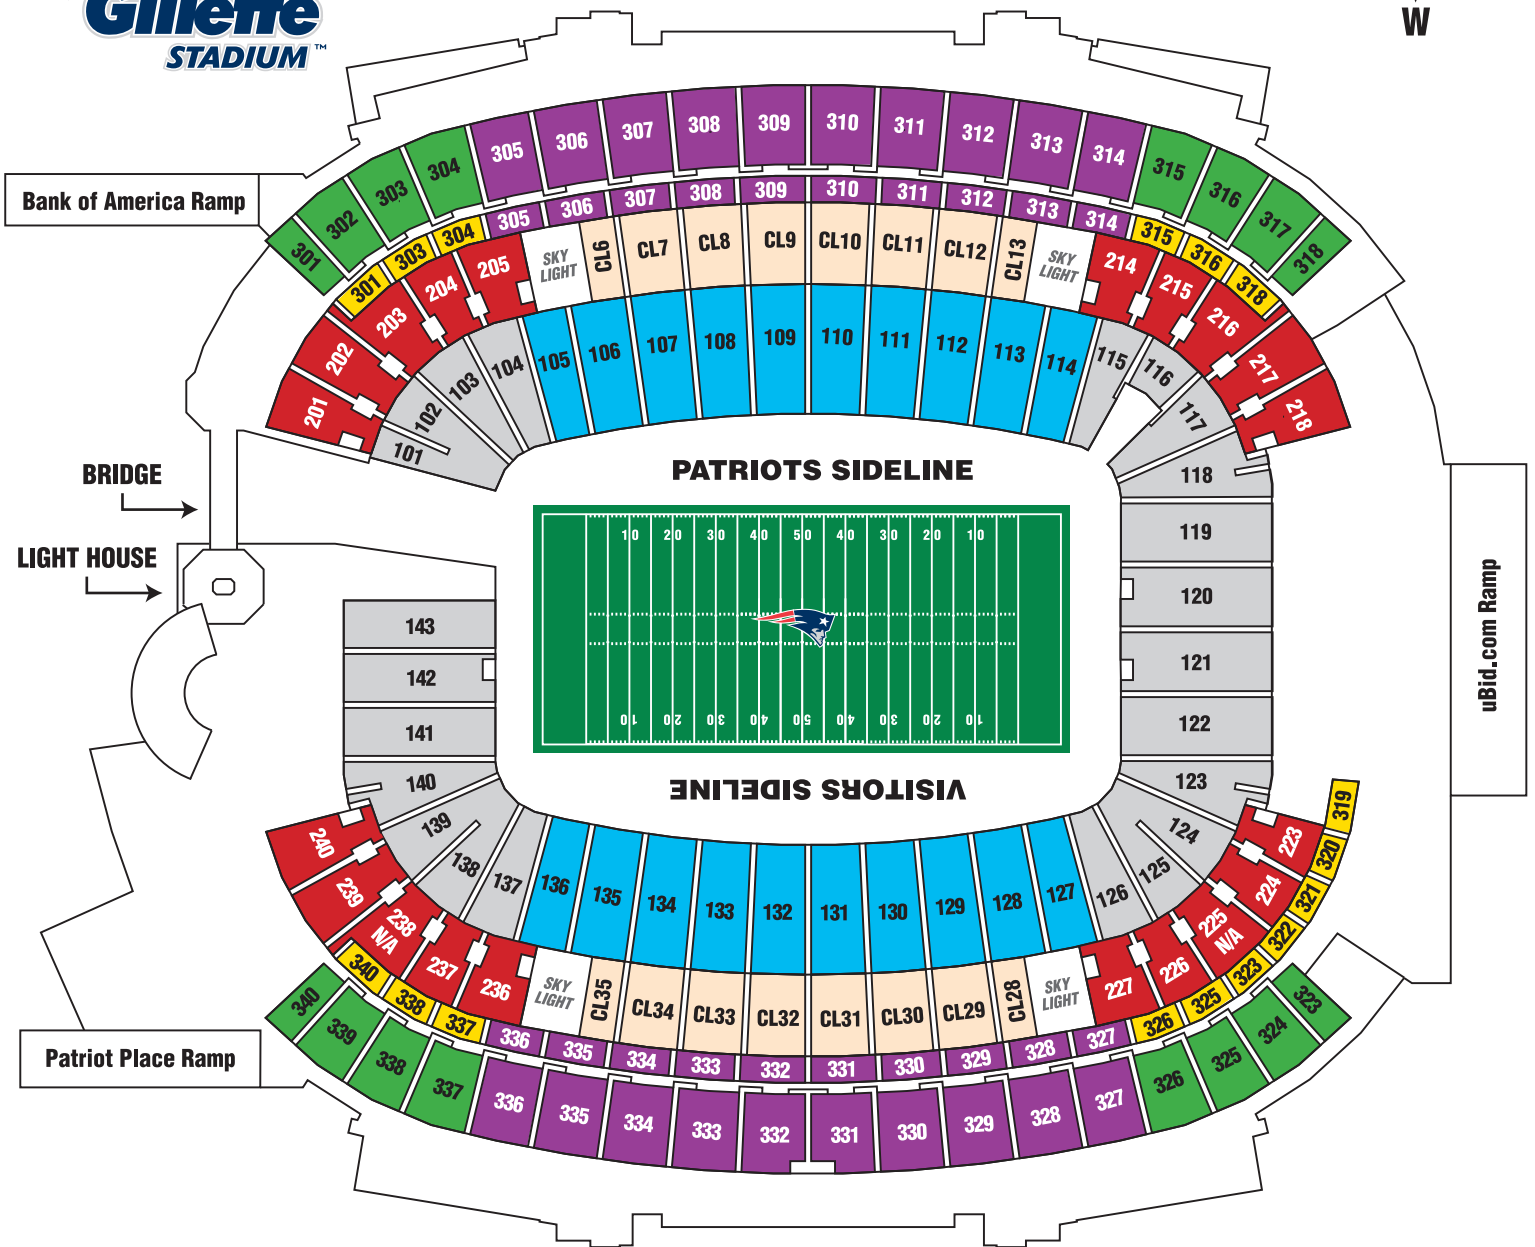 Gillette
STADIUM™
W
Bank of America Ramp
301 302 303 304 305 306 307 308 309 310 311 312 313 314 315 316 317 318
301 303 304 305 306 307 308 309 310 311 312 313 314 315 316 318
201 202 203 204 205
SKY
LIGHT
CL6 CL7 CL8 CL9 CL10 CL11 CL12 CL13
SKY
LIGHT
214 215 216 217 218
101 102 103 104 105 106 107 108 109 110 111 112 113 114 115 116 117
118
119
120
121
122
123
BRIDGE
LIGHT HOUSE
PATRIOTS SIDELINE
10 20 30 40 50 40 30 20 10
10 20 30 40 50 40 30 20 10
VISITORS SIDELINE
uBid.com Ramp
143
142
141
140
139 138 137 136 135 134 133 132 131 130 129 128 127 126 125 124
240 239
238
N/A
237 236
SKY
LIGHT
CL35 CL34 CL33 CL32 CL31 CL30 CL29 CL28
SKY
LIGHT
227 226
225
N/A
224 223
340 338 337 336 335 334 333 332 331 330 329 328 327 326 325 323 322 321 320 319
340 339 338 337 336 335 334 333 332 331 330 329 328 327 326 325 324 323
Patriot Place Ramp